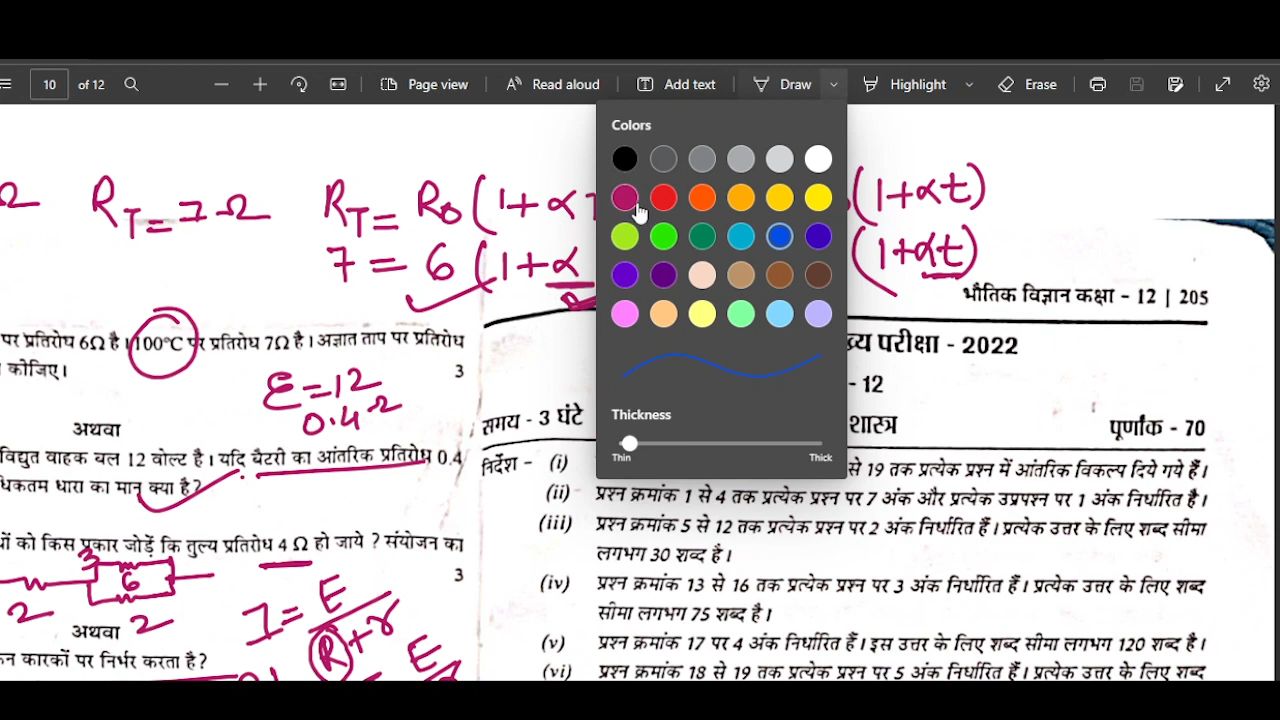 10 of 12 Page view Read aloud Add text Draw Highlight Erase
Colors
Thickness
Thin Thick
Ω R_T = 7 Ω R_T = R_0 (1+α
(1+αt)
7 = 6 (1+α
(1+αt)
पर प्रतिरोध 6Ω है। 100°C पर प्रतिरोध 7Ω है। अज्ञात ताप पर प्रतिरोध
कीजिए। 3
ε = 12
0.4 Ω
अथवा
विद्युत वाहक बल 12 वोल्ट है। यदि बैटरी का आंतरिक प्रतिरोध 0.4
धिकतम धारा का मान क्या है?
को किस प्रकार जोड़ें कि तुल्य प्रतिरोध 4 Ω हो जाये ? संयोजन का
3
3
6
2
2
I = E
R + r
E
अथवा
कारकों पर निर्भर करता है?
भौतिक विज्ञान कक्षा - 12 | 205
परीक्षा - 2022
- 12
समय - 3 घंटे शास्त्र पूर्णांक - 70
निर्देश - (i) से 19 तक प्रत्येक प्रश्न में आंतरिक विकल्प दिये गये हैं।
(ii) प्रश्न क्रमांक 1 से 4 तक प्रत्येक प्रश्न पर 7 अंक और प्रत्येक उपप्रश्न पर 1 अंक निर्धारित है।
(iii) प्रश्न क्रमांक 5 से 12 तक प्रत्येक प्रश्न पर 2 अंक निर्धारित हैं। प्रत्येक उत्तर के लिए शब्द सीमा
लगभग 30 शब्द है।
(iv) प्रश्न क्रमांक 13 से 16 तक प्रत्येक प्रश्न पर 3 अंक निर्धारित हैं। प्रत्येक उत्तर के लिए शब्द
सीमा लगभग 75 शब्द है।
(v) प्रश्न क्रमांक 17 पर 4 अंक निर्धारित हैं। इस उत्तर के लिए शब्द सीमा लगभग 120 शब्द है।
(vi) प्रश्न क्रमांक 18 से 19 तक प्रत्येक प्रश्न पर 5 अंक निर्धारित हैं। प्रत्येक उत्तर के लिए शब्द